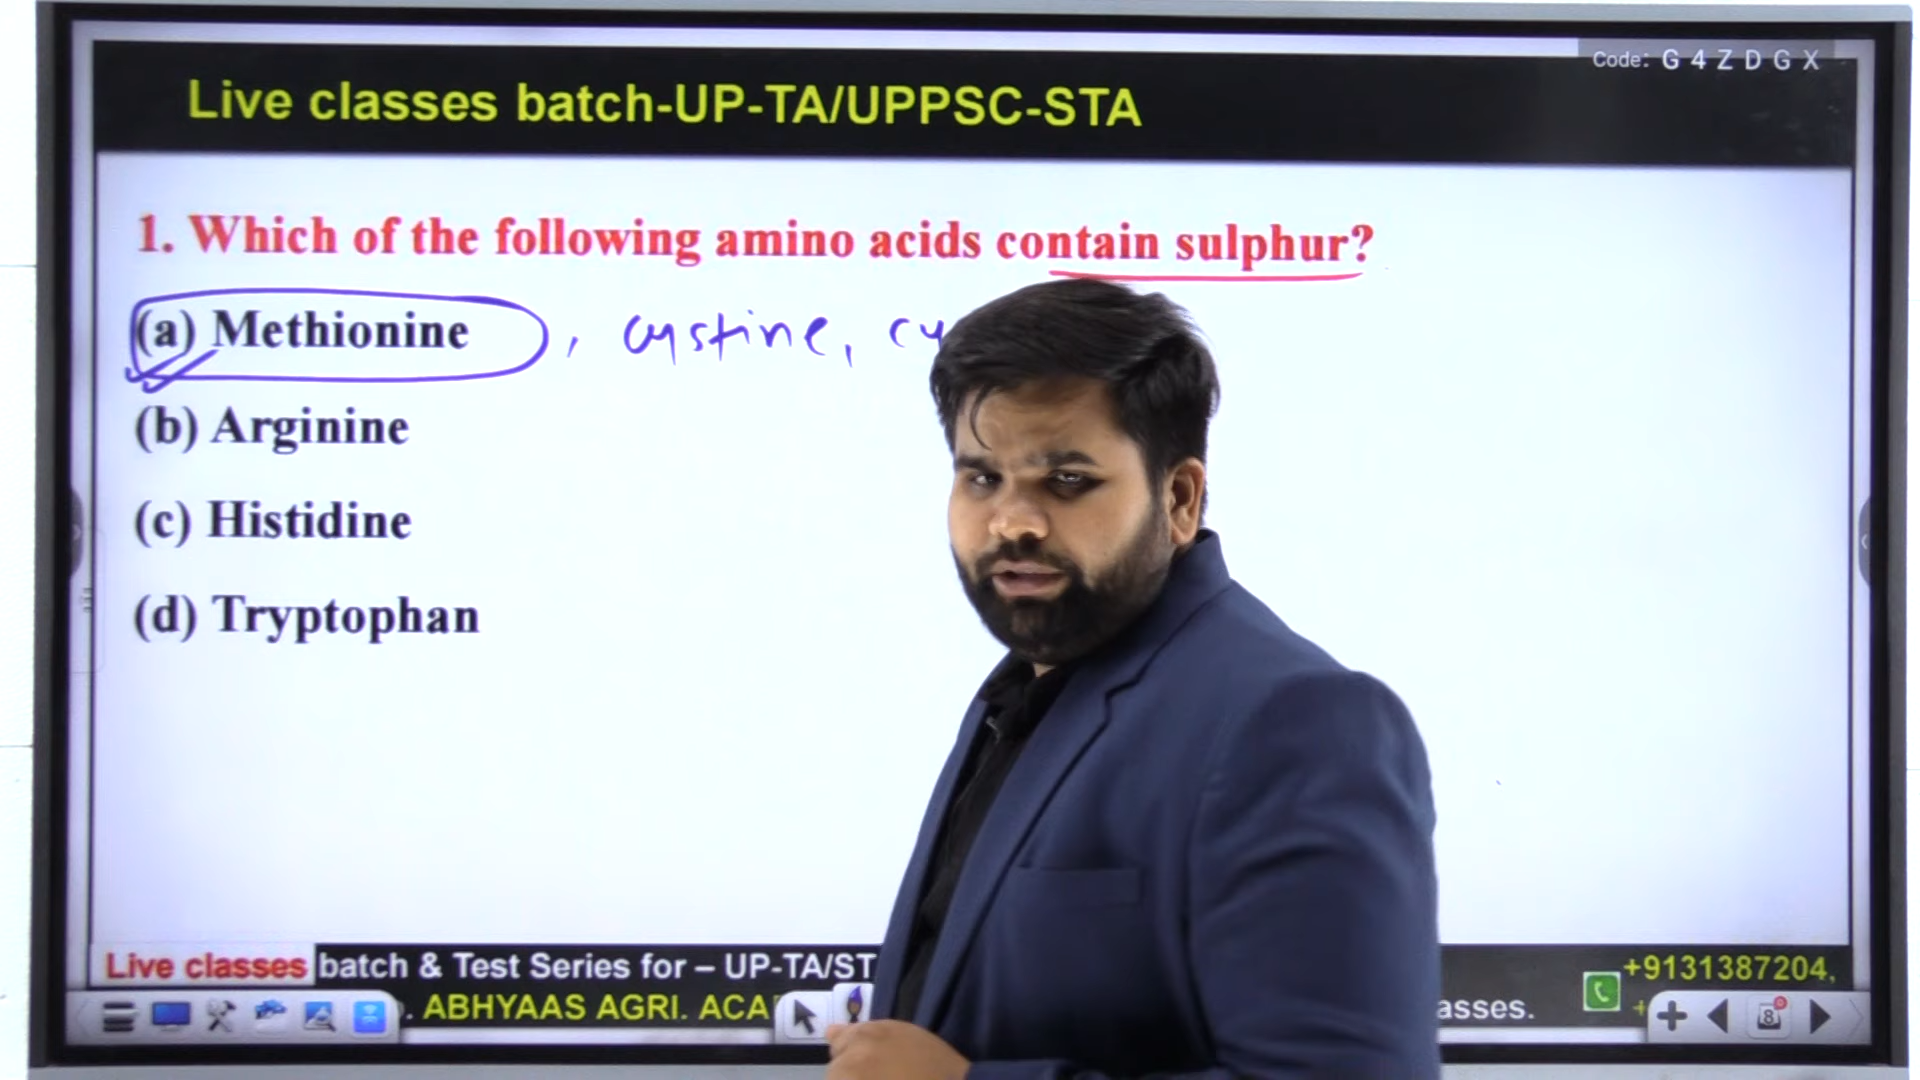 Code: G 4 Z D G X
Live classes batch-UP-TA/UPPSC-STA
1. Which of the following amino acids contain sulphur?
(a) Methionine , cystine, cy
(b) Arginine
(c) Histidine
(d) Tryptophan
Live classes batch & Test Series for – UP-TA/ST +9131387204,
. ABHYAAS AGRI. ACA asses.